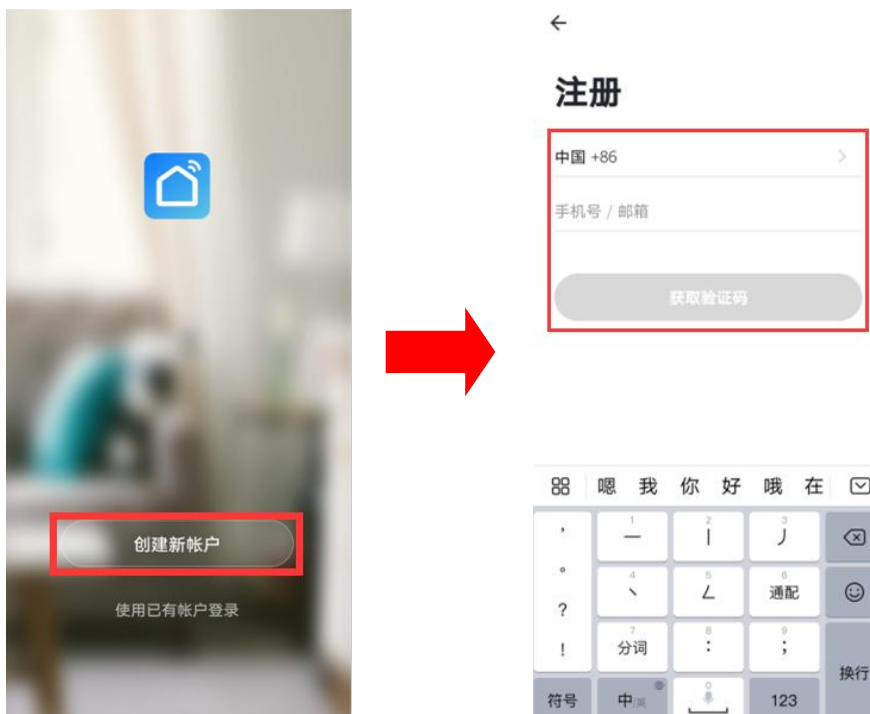 创建新帐户
使用已有帐户登录
注册
中国 +86
手机号 / 邮箱
获取验证码
嗯 我 你 好 哦 在
， 1 一 2 丨 3 丿
。 4 丶 5 ㄥ 6 通配
?
! 7 分词 8 : 9 ;
换行
符号 中/英 0 123